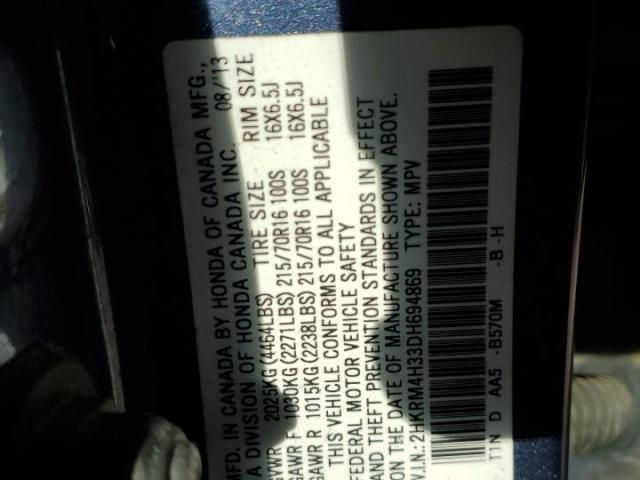 MFD. IN CANADA BY HONDA OF CANADA MFG.,
A DIVISION OF HONDA CANADA INC. 08/'13
GVWR 2025KG(4464LBS) TIRE SIZE RIM SIZE
GAWR F 1030KG(2271LBS) 215/70R16 100S 16X6.5J
GAWR R 1015KG(2238LBS) 215/70R16 100S 16X6.5J
THIS VEHICLE CONFORMS TO ALL APPLICABLE
FEDERAL MOTOR VEHICLE SAFETY
AND THEFT PREVENTION STANDARDS IN EFFECT
ON THE DATE OF MANUFACTURE SHOWN ABOVE.
V.I.N.: 2HKRM4H33DH694869 TYPE: MPV
T1N D AA5 -B570M -B -H